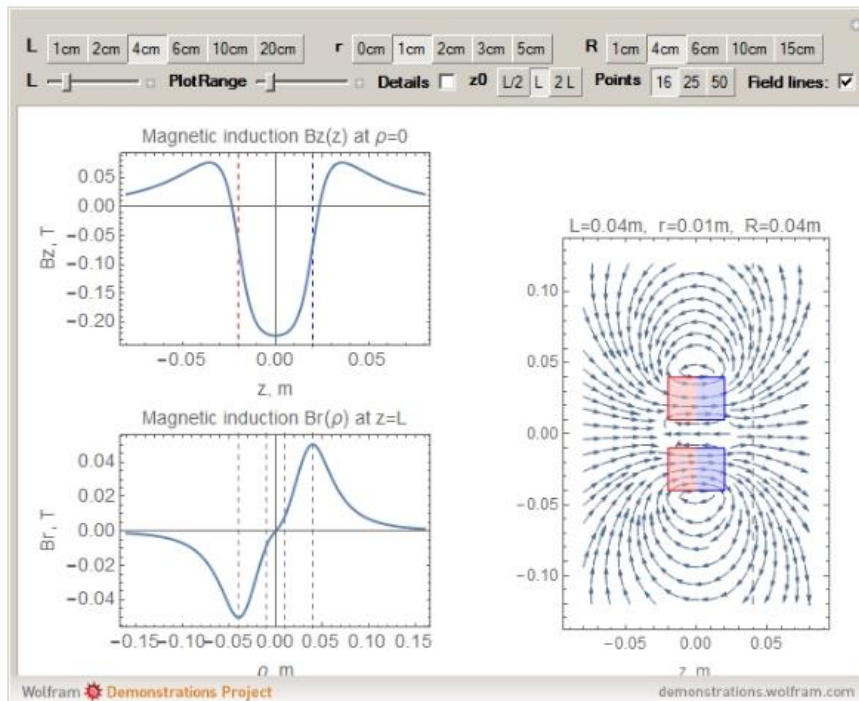 L 1cm 2cm 4cm 6cm 10cm 20cm r 0cm 1cm 2cm 3cm 5cm R 1cm 4cm 6cm 10cm 15cm
L PlotRange Details z0 L/2 L 2 L Points 16 25 50 Field lines:
Magnetic induction Bz(z) at ρ=0
0.05
0.00
−0.05
−0.10
−0.15
−0.20
Bz, T
−0.05 0.00 0.05
z, m
Magnetic induction Br(ρ) at z=L
0.04
0.02
0.00
−0.02
−0.04
Br, T
−0.15 −0.10 −0.05 0.00 0.05 0.10 0.15
ρ, m
L=0.04m, r=0.01m, R=0.04m
0.10
0.05
0.00
−0.05
−0.10
−0.05 0.00 0.05
z, m
Wolfram Demonstrations Project demonstrations.wolfram.com